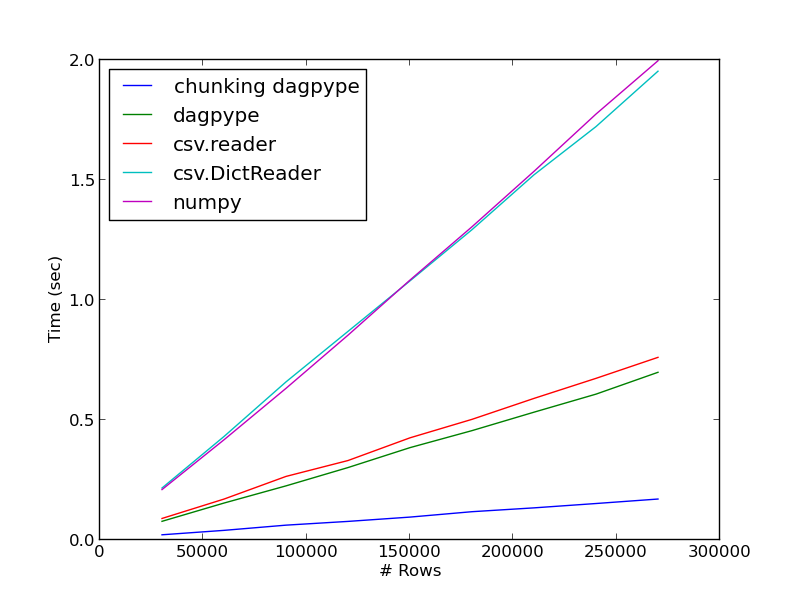 2.0
chunking dagpype
dagpype
csv.reader
csv.DictReader
numpy
1.5
Time (sec)
1.0
0.5
0.0
0 50000 100000 150000 200000 250000 300000
# Rows